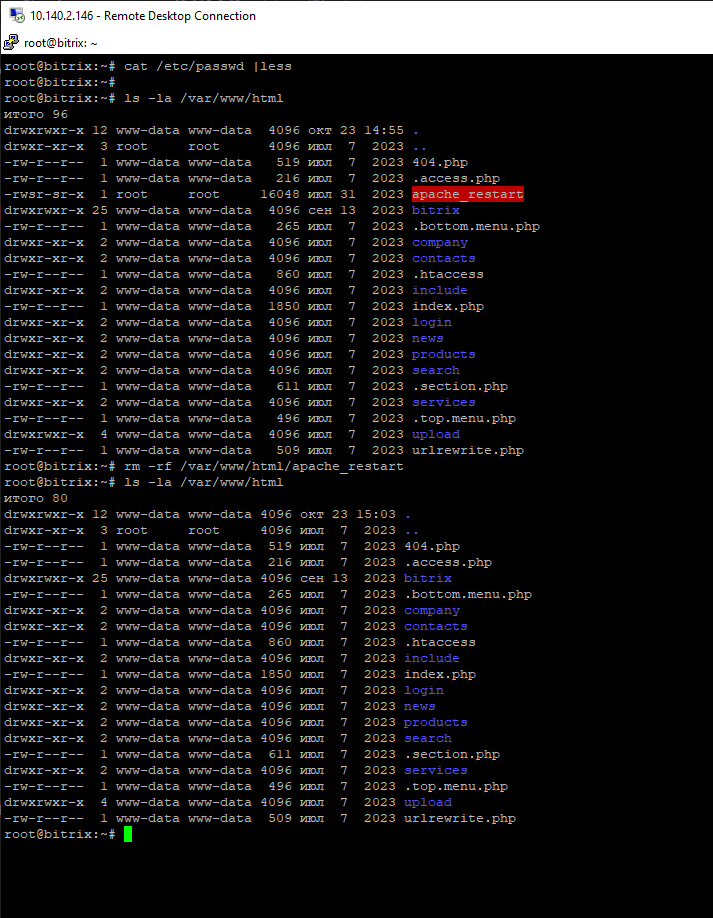 10.140.2.146 - Remote Desktop Connection
root@bitrix: ~
root@bitrix:~# cat /etc/passwd |less
root@bitrix:~#
root@bitrix:~# ls -la /var/www/html
итого 96
drwxrwxr-x 12 www-data www-data  4096 окт 23 14:55 .
drwxr-xr-x  3 root     root      4096 июл  7  2023 ..
-rw-r--r--  1 www-data www-data   519 июл  7  2023 404.php
-rw-r--r--  1 www-data www-data   216 июл  7  2023 .access.php
-rwsr-sr-x  1 root     root     16048 июл 31  2023 apache_restart
drwxrwxr-x 25 www-data www-data  4096 сен 13  2023 bitrix
-rw-r--r--  1 www-data www-data   265 июл  7  2023 .bottom.menu.php
drwxr-xr-x  2 www-data www-data  4096 июл  7  2023 company
drwxr-xr-x  2 www-data www-data  4096 июл  7  2023 contacts
-rw-r--r--  1 www-data www-data   860 июл  7  2023 .htaccess
drwxr-xr-x  2 www-data www-data  4096 июл  7  2023 include
-rw-r--r--  1 www-data www-data  1850 июл  7  2023 index.php
drwxr-xr-x  2 www-data www-data  4096 июл  7  2023 login
drwxr-xr-x  2 www-data www-data  4096 июл  7  2023 news
drwxr-xr-x  2 www-data www-data  4096 июл  7  2023 products
drwxr-xr-x  2 www-data www-data  4096 июл  7  2023 search
-rw-r--r--  1 www-data www-data   611 июл  7  2023 .section.php
drwxr-xr-x  2 www-data www-data  4096 июл  7  2023 services
-rw-r--r--  1 www-data www-data   496 июл  7  2023 .top.menu.php
drwxrwxr-x  4 www-data www-data  4096 июл  7  2023 upload
-rw-r--r--  1 www-data www-data   509 июл  7  2023 urlrewrite.php
root@bitrix:~# rm -rf /var/www/html/apache_restart
root@bitrix:~# ls -la /var/www/html
итого 80
drwxrwxr-x 12 www-data www-data 4096 окт 23 15:03 .
drwxr-xr-x  3 root     root     4096 июл  7  2023 ..
-rw-r--r--  1 www-data www-data  519 июл  7  2023 404.php
-rw-r--r--  1 www-data www-data  216 июл  7  2023 .access.php
drwxrwxr-x 25 www-data www-data 4096 сен 13  2023 bitrix
-rw-r--r--  1 www-data www-data  265 июл  7  2023 .bottom.menu.php
drwxr-xr-x  2 www-data www-data 4096 июл  7  2023 company
drwxr-xr-x  2 www-data www-data 4096 июл  7  2023 contacts
-rw-r--r--  1 www-data www-data  860 июл  7  2023 .htaccess
drwxr-xr-x  2 www-data www-data 4096 июл  7  2023 include
-rw-r--r--  1 www-data www-data 1850 июл  7  2023 index.php
drwxr-xr-x  2 www-data www-data 4096 июл  7  2023 login
drwxr-xr-x  2 www-data www-data 4096 июл  7  2023 news
drwxr-xr-x  2 www-data www-data 4096 июл  7  2023 products
drwxr-xr-x  2 www-data www-data 4096 июл  7  2023 search
-rw-r--r--  1 www-data www-data  611 июл  7  2023 .section.php
drwxr-xr-x  2 www-data www-data 4096 июл  7  2023 services
-rw-r--r--  1 www-data www-data  496 июл  7  2023 .top.menu.php
drwxrwxr-x  4 www-data www-data 4096 июл  7  2023 upload
-rw-r--r--  1 www-data www-data  509 июл  7  2023 urlrewrite.php
root@bitrix:~#